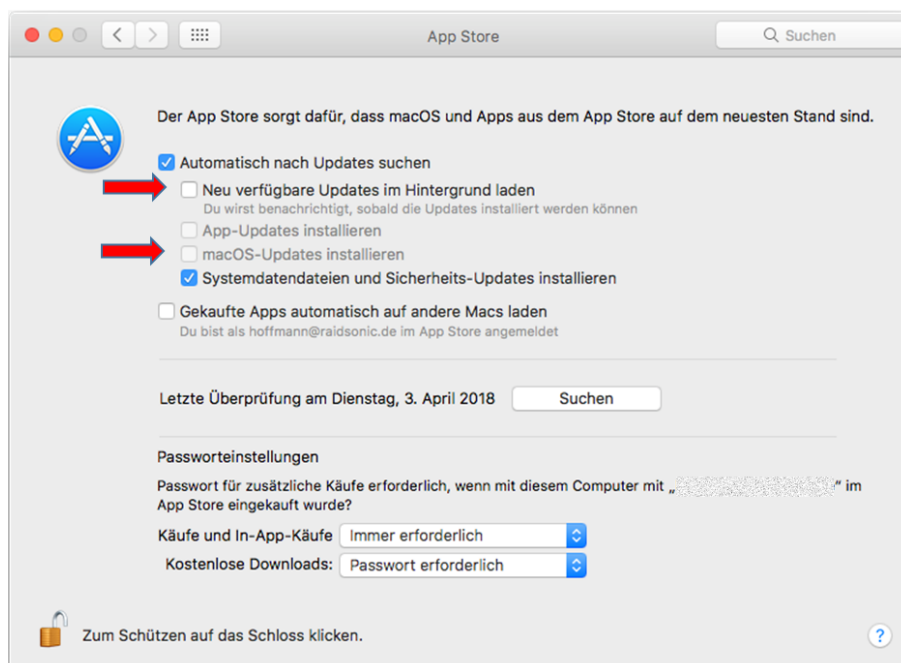 App Store
Suchen
Der App Store sorgt dafür, dass macOS und Apps aus dem App Store auf dem neuesten Stand sind.
Automatisch nach Updates suchen
Neu verfügbare Updates im Hintergrund laden
Du wirst benachrichtigt, sobald die Updates installiert werden können
App-Updates installieren
macOS-Updates installieren
Systemdatendateien und Sicherheits-Updates installieren
Gekaufte Apps automatisch auf andere Macs laden
Du bist als hoffmann@raidsonic.de im App Store angemeldet
Letzte Überprüfung am Dienstag, 3. April 2018 Suchen
Passworteinstellungen
Passwort für zusätzliche Käufe erforderlich, wenn mit diesem Computer mit „ “ im
App Store eingekauft wurde?
Käufe und In-App-Käufe Immer erforderlich
Kostenlose Downloads: Passwort erforderlich
Zum Schützen auf das Schloss klicken. ?